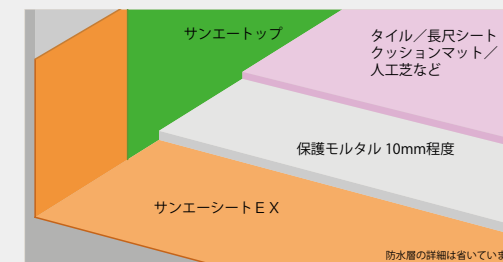 サンエートップ
タイル／長尺シート
クッションマット／
人工芝など
保護モルタル 10mm程度
サンエーシートＥＸ
防水層の詳細は省いていま